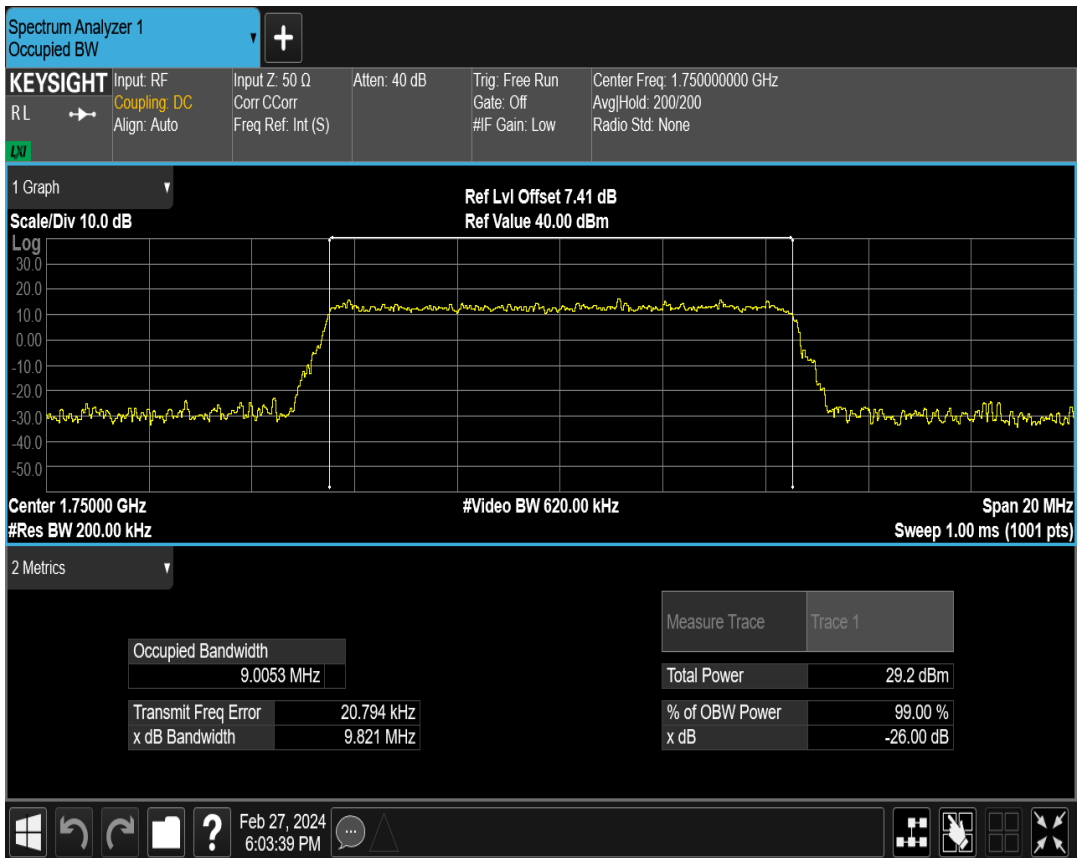 Spectrum Analyzer 1
Occupied BW
+
KEYSIGHT
RL
LXI
Input: RF
Coupling: DC
Align: Auto
Input Z: 50 Ω
Corr CCorr
Freq Ref: Int (S)
Atten: 40 dB
Trig: Free Run
Gate: Off
#IF Gain: Low
Center Freq: 1.750000000 GHz
Avg|Hold: 200/200
Radio Std: None
1 Graph
Scale/Div 10.0 dB
Ref Lvl Offset 7.41 dB
Ref Value 40.00 dBm
Log
30.0
20.0
10.0
0.00
-10.0
-20.0
-30.0
-40.0
-50.0
Center 1.75000 GHz
#Video BW 620.00 kHz
Span 20 MHz
#Res BW 200.00 kHz
Sweep 1.00 ms (1001 pts)
2 Metrics
Measure Trace Trace 1
Occupied Bandwidth
9.0053 MHz
Total Power 29.2 dBm
Transmit Freq Error 20.794 kHz
% of OBW Power 99.00 %
x dB Bandwidth 9.821 MHz
x dB -26.00 dB
?
Feb 27, 2024
6:03:39 PM